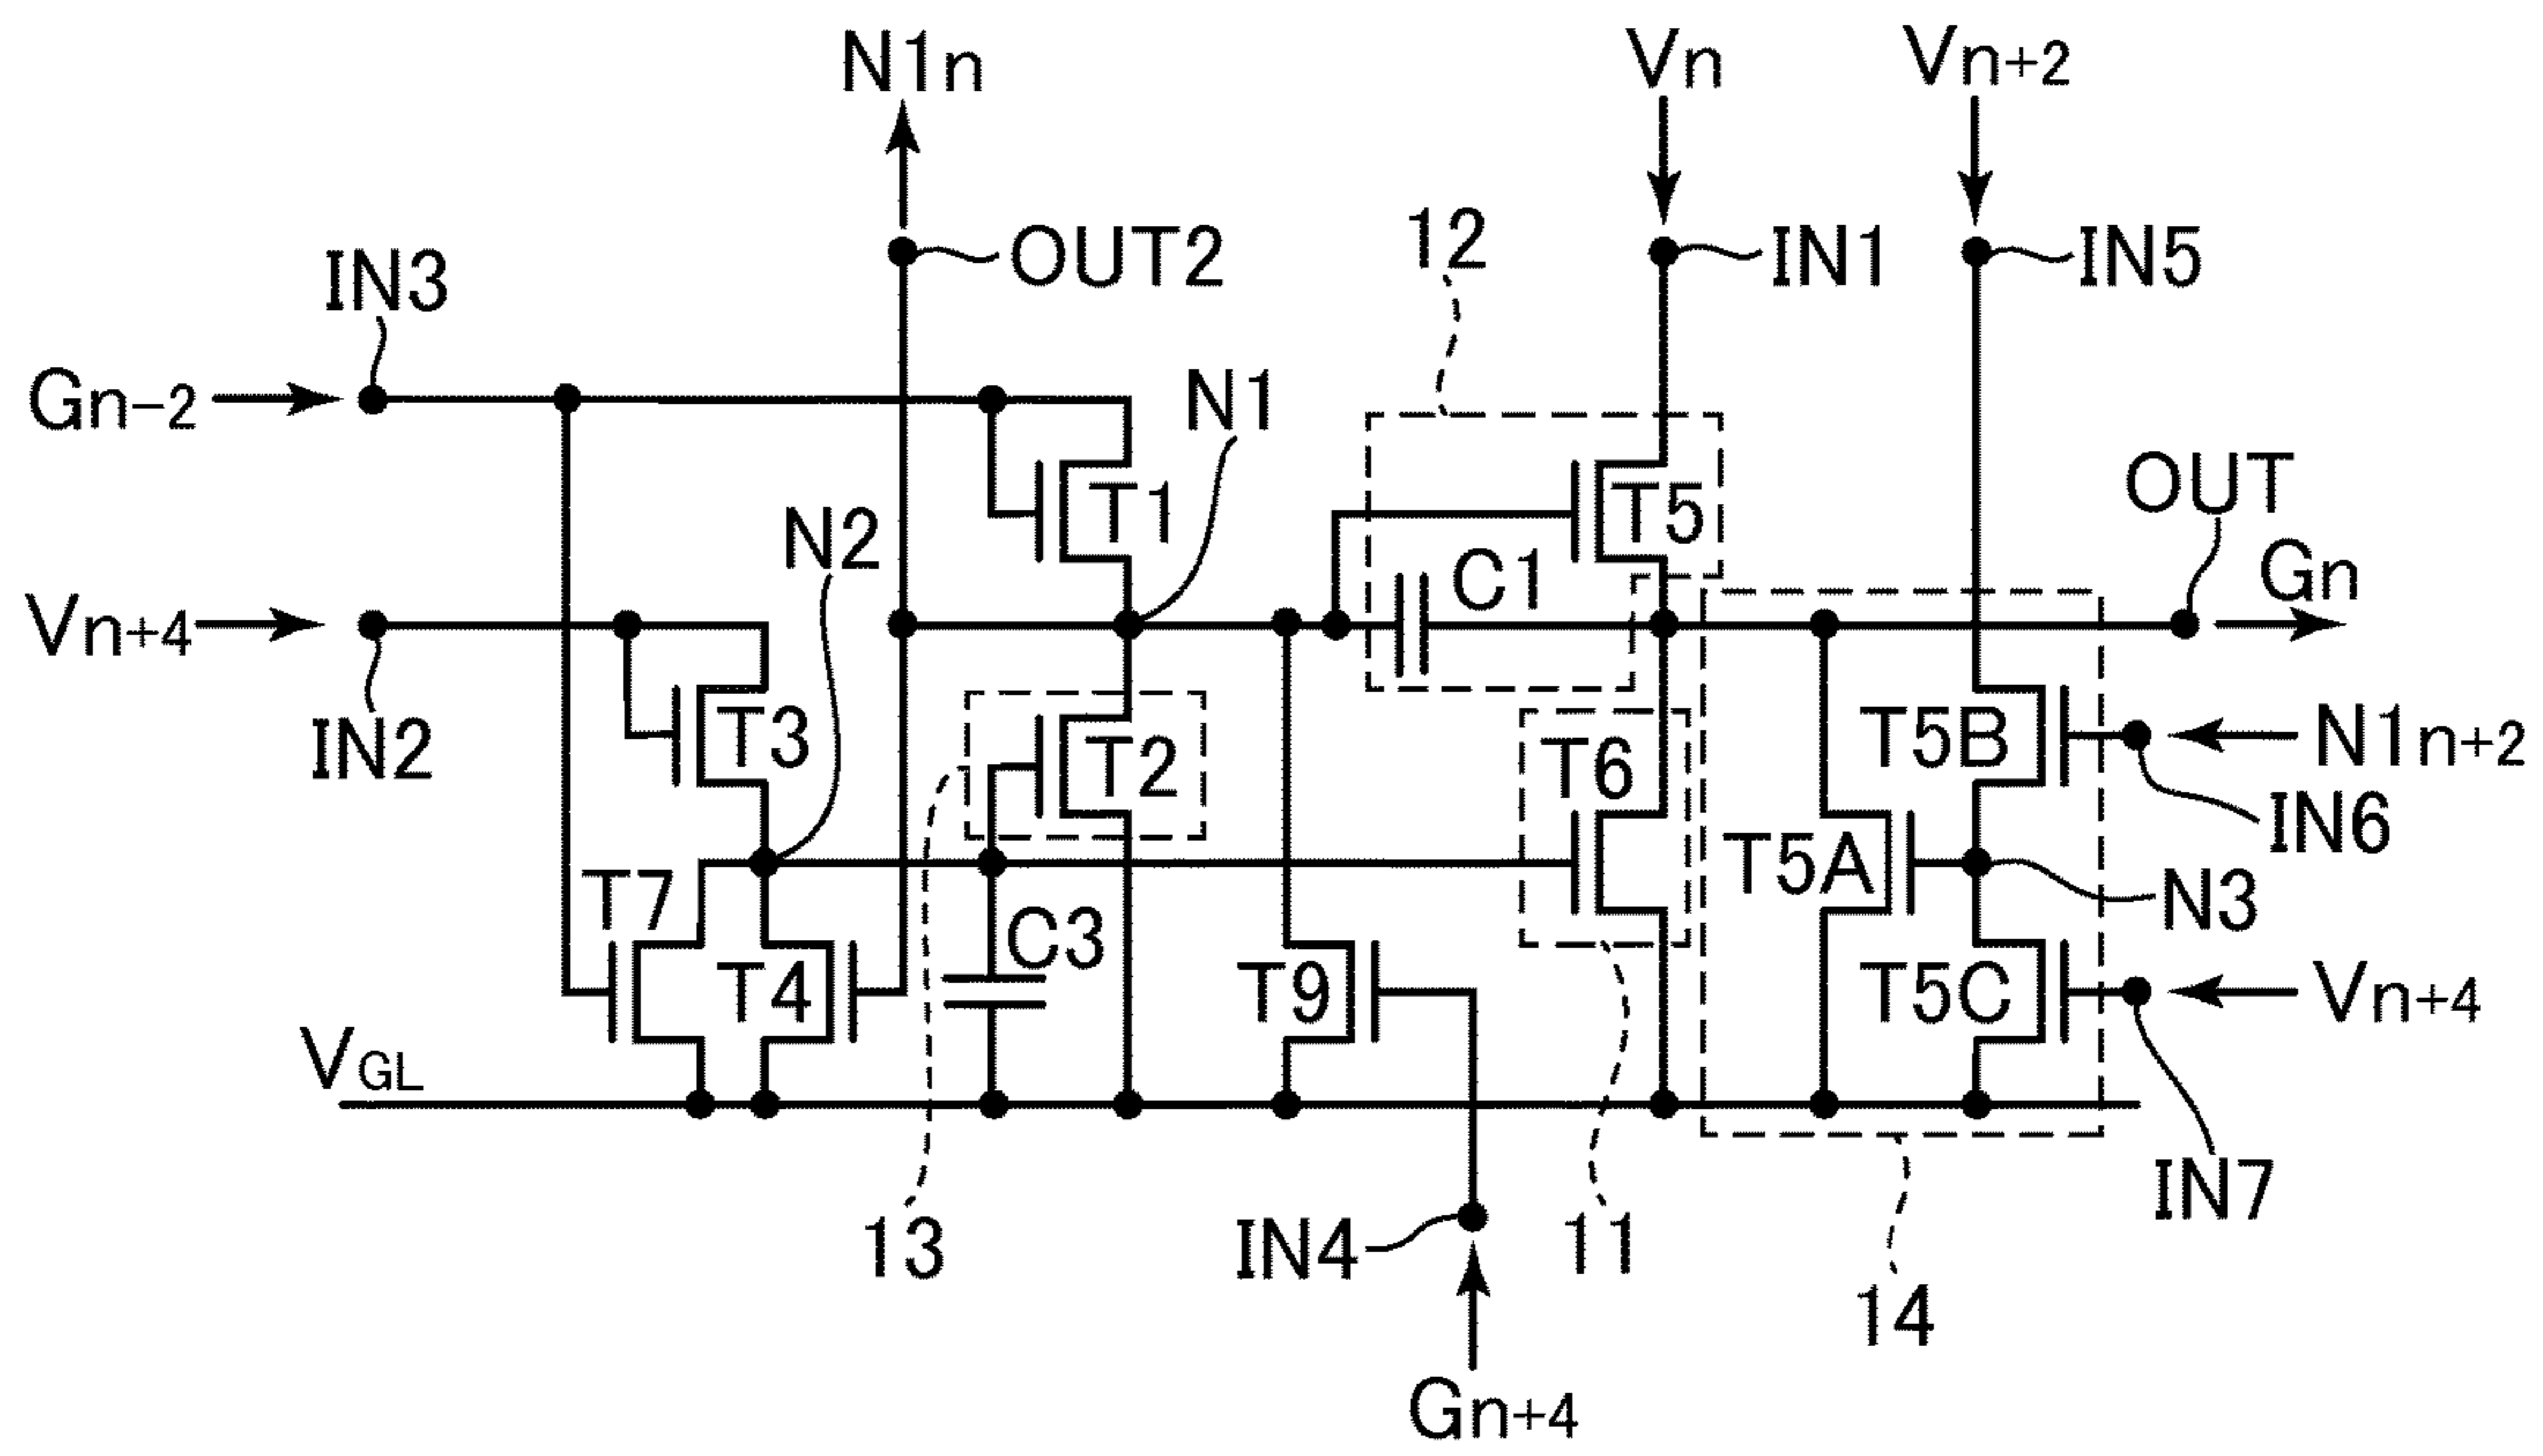 N1n
Vn
Vn+2
12
OUT2
IN1
IN5
IN3
Gn-2
N1
OUT
T1
T5
N2
C1
Gn
Vn+4
IN2
T3
T2
T6
T5B
N1n+2
IN6
T7
T5A
N3
C3
T4
T9
T5C
Vn+4
VGL
13
IN4
11
IN7
14
Gn+4